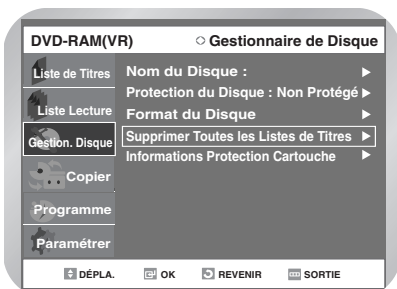 DVD-RAM(VR) Gestionnaire de Disque
Liste de Titres
Liste Lecture
Gestion. Disque
Copier
Programme
Paramétrer
Nom du Disque :
Protection du Disque : Non Protégé
Format du Disque
Supprimer Toutes les Listes de Titres
Informations Protection Cartouche
DÉPLA. OK REVENIR SORTIE